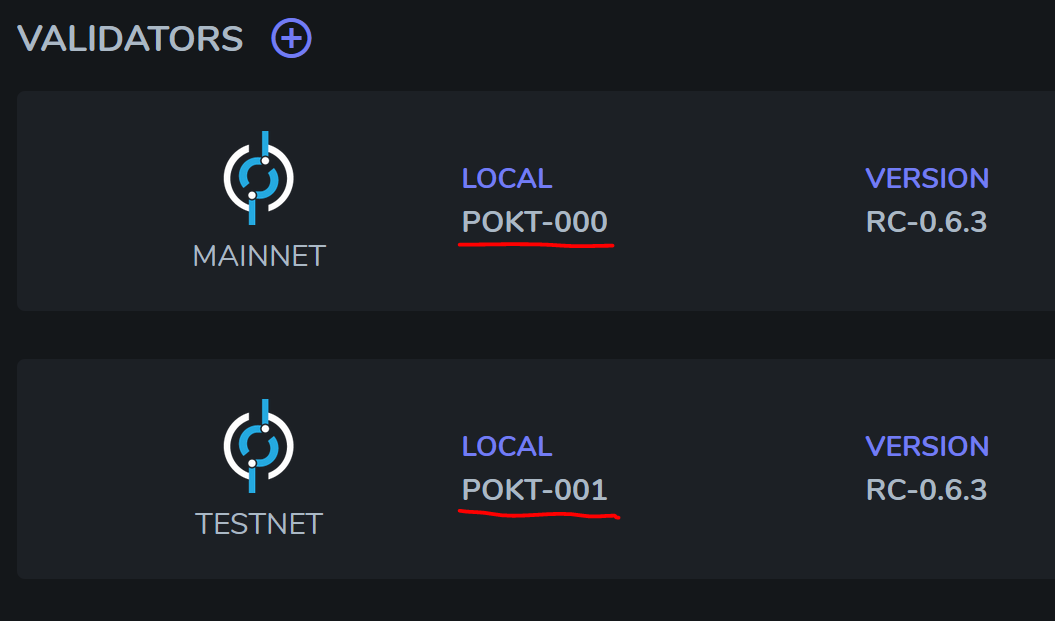 VALIDATORS
LOCAL VERSION
POKT-000 RC-0.6.3
MAINNET
LOCAL VERSION
POKT-001 RC-0.6.3
TESTNET